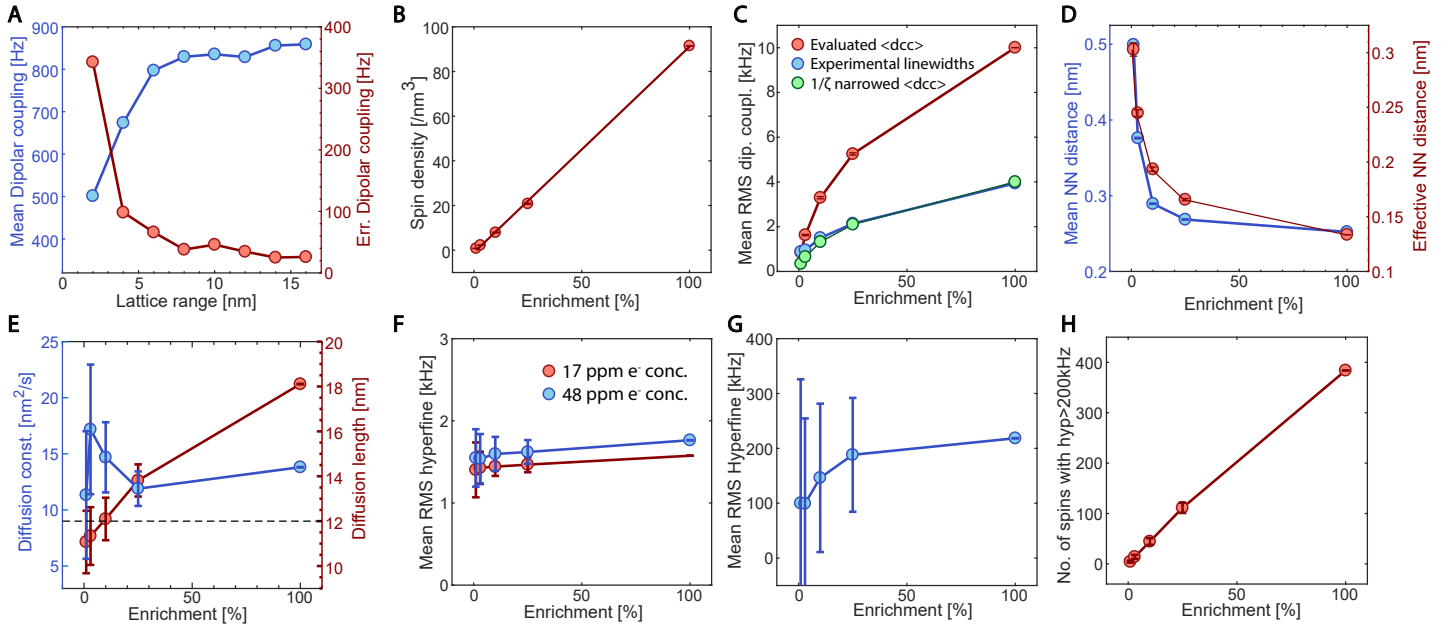 A
Mean Dipolar coupling [Hz]
900
800
700
600
500
400
400
300
200
100
0
Err. Dipolar coupling [Hz]
0
5
10
15
Lattice range [nm]
B
Spin density [/nm³]
100
80
60
40
20
0
0
50
100
Enrichment [%]
C
Mean RMS dip. coupl. [kHz]
10
8
6
4
2
0
Evaluated <dcc>
Experimental linewidths
1/ζ narrowed <dcc>
0
50
100
Enrichment [%]
D
Mean NN distance [nm]
0.5
0.4
0.3
0.2
0.3
0.25
0.2
0.15
0.1
Effective NN distance [nm]
0
50
100
Enrichment [%]
E
Diffusion const. [nm²/s]
25
20
15
10
5
20
18
16
14
12
10
Diffusion length [nm]
0
50
100
Enrichment [%]
F
Mean RMS hyperfine [kHz]
3
2
1
0
17 ppm e⁻ conc.
48 ppm e⁻ conc.
0
50
100
Enrichment [%]
G
Mean RMS Hyperfine [kHz]
400
300
200
100
0
0
50
100
Enrichment [%]
H
No. of spins with hyp>200kHz
400
300
200
100
0
0
50
100
Enrichment [%]